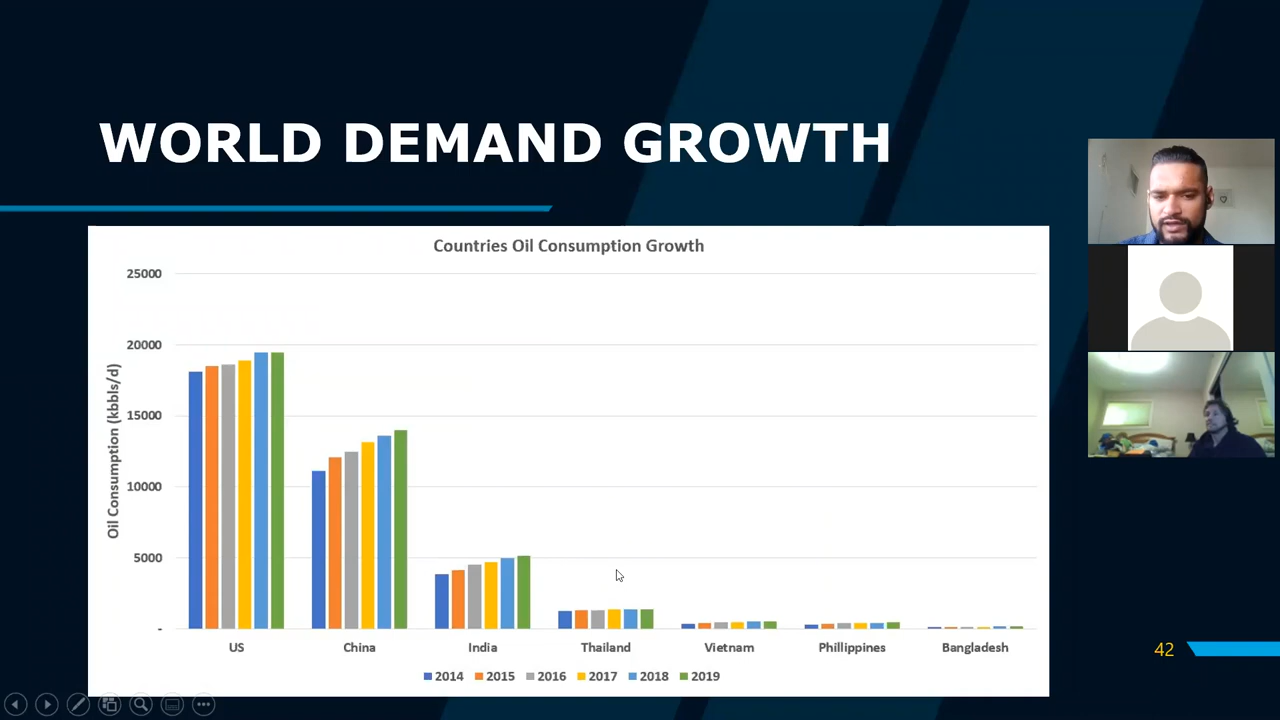 WORLD DEMAND GROWTH
Countries Oil Consumption Growth
Oil Consumption (kbbls/d)
25000
20000
15000
10000
5000
-
US China India Thailand Vietnam Phillippines Bangladesh
2014 2015 2016 2017 2018 2019
42